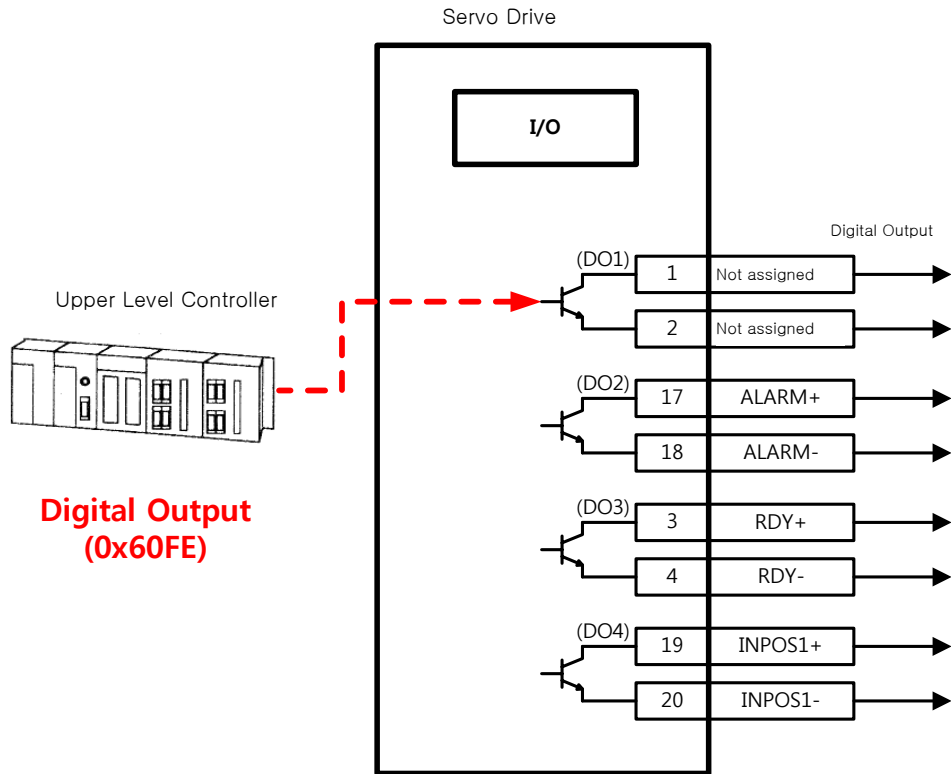 Servo Drive
I/O
Digital Output
(DO1)
1 Not assigned
2 Not assigned
Upper Level Controller
(DO2)
17 ALARM+
18 ALARM-
Digital Output
(0x60FE)
(DO3)
3 RDY+
4 RDY-
(DO4)
19 INPOS1+
20 INPOS1-